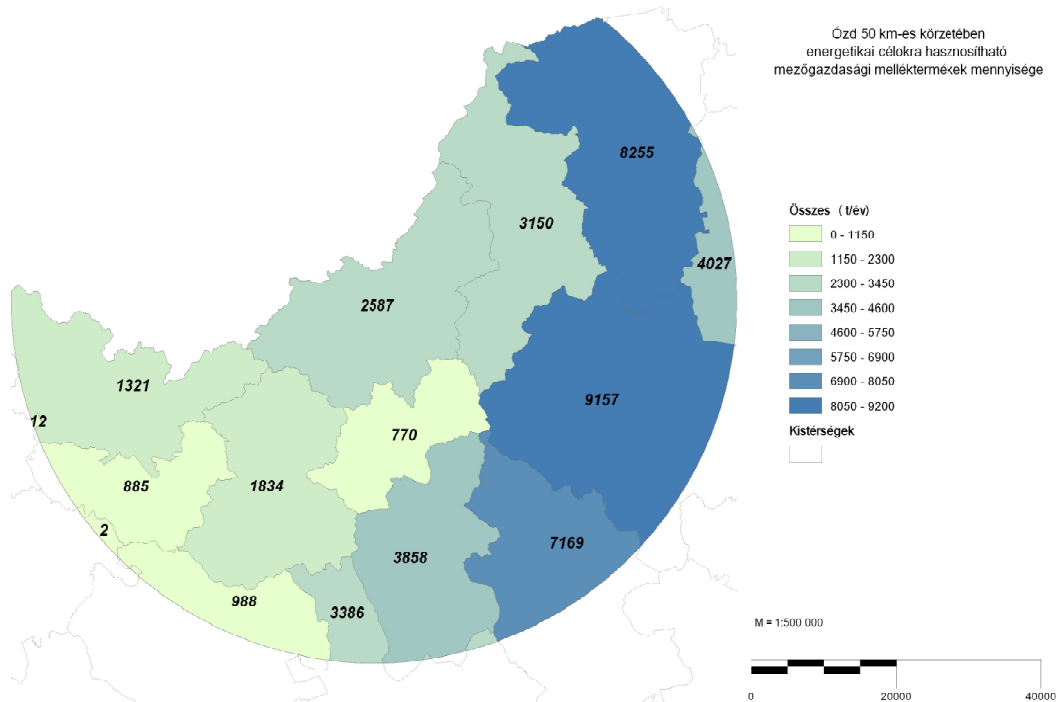 Ózd 50 km-es körzetében
energetikai célokra hasznosítható
mezőgazdasági melléktermékek mennyisége
8255
3150
4027
2587
1321
9157
12
770
885
1834
2
7169
3858
988
3386
Összes (t/év)
0 - 1150
1150 - 2300
2300 - 3450
3450 - 4600
4600 - 5750
5750 - 6900
6900 - 8050
8050 - 9200
Kistérségek
M = 1:500 000
0 20000 40000